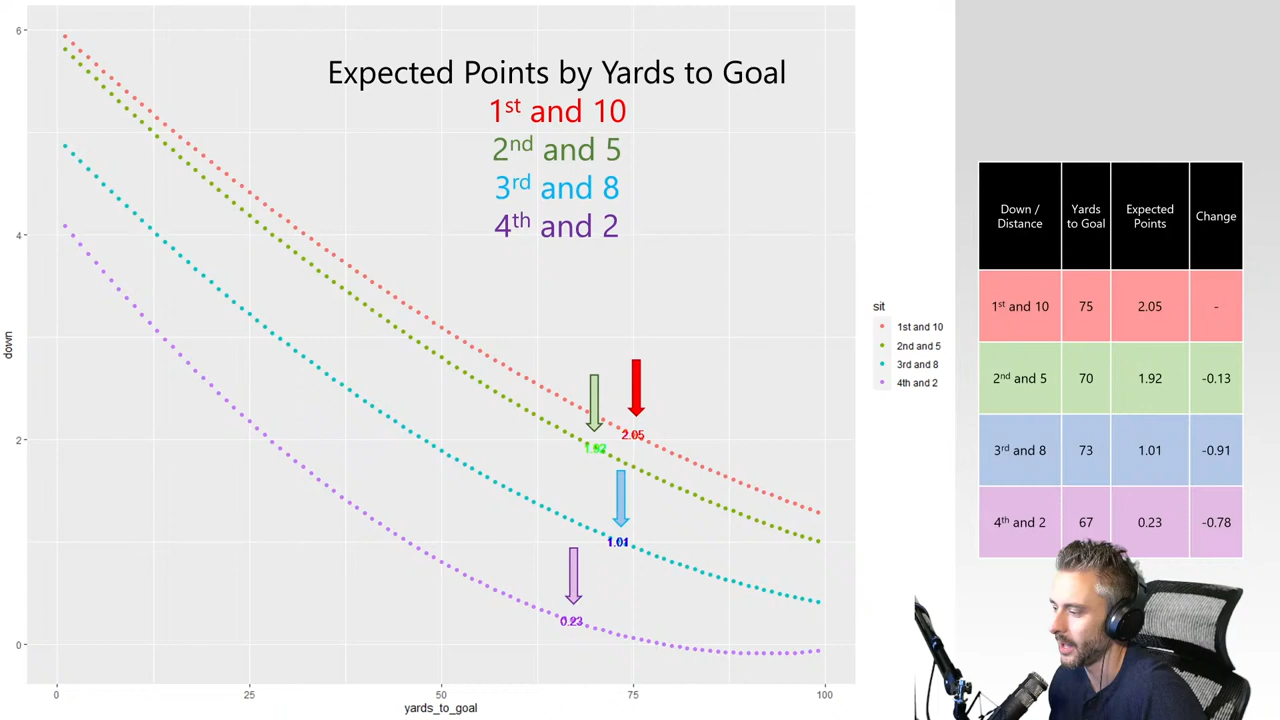 Expected Points by Yards to Goal
1st and 10
2nd and 5
3rd and 8
4th and 2
6
4
2
0
down
0
25
50
75
100
yards_to_goal
2.05
1.92
1.01
0.23
sit
1st and 10
2nd and 5
3rd and 8
4th and 2
Down / Distance Yards to Goal Expected Points Change
1st and 10 75 2.05 -
2nd and 5 70 1.92 -0.13
3rd and 8 73 1.01 -0.91
4th and 2 67 0.23 -0.78